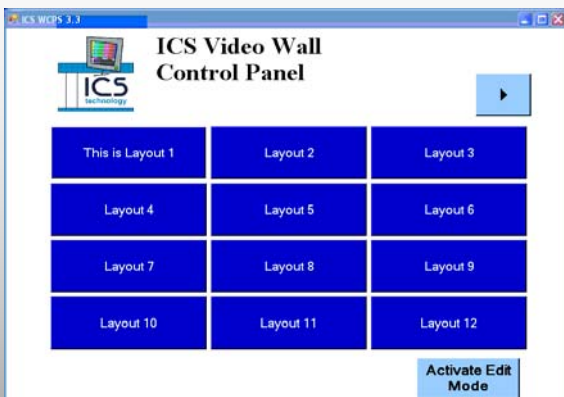 ICS WCPS 3.3
ICS Video Wall
Control Panel
ICS
technology
This is Layout 1
Layout 2
Layout 3
Layout 4
Layout 5
Layout 6
Layout 7
Layout 8
Layout 9
Layout 10
Layout 11
Layout 12
Activate Edit
Mode